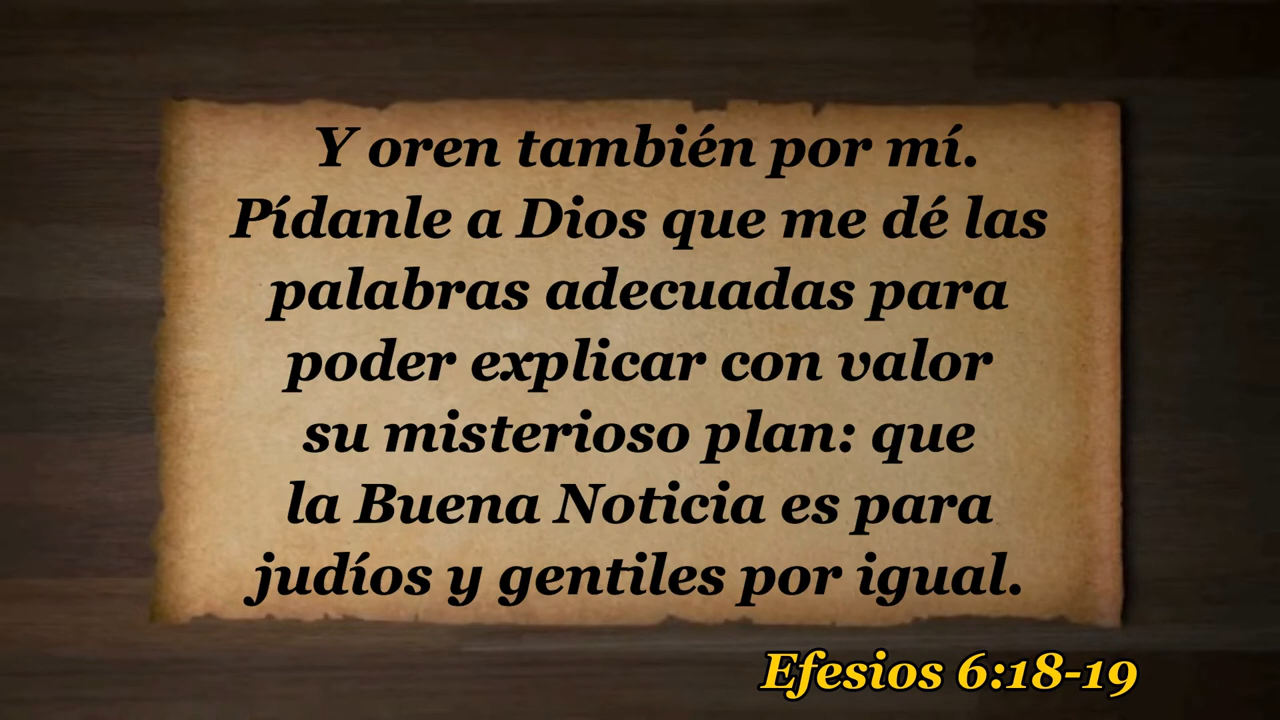 Y oren también por mí.
Pídanle a Dios que me dé las
palabras adecuadas para
poder explicar con valor
su misterioso plan: que
la Buena Noticia es para
judíos y gentiles por igual.
Efesios 6:18-19